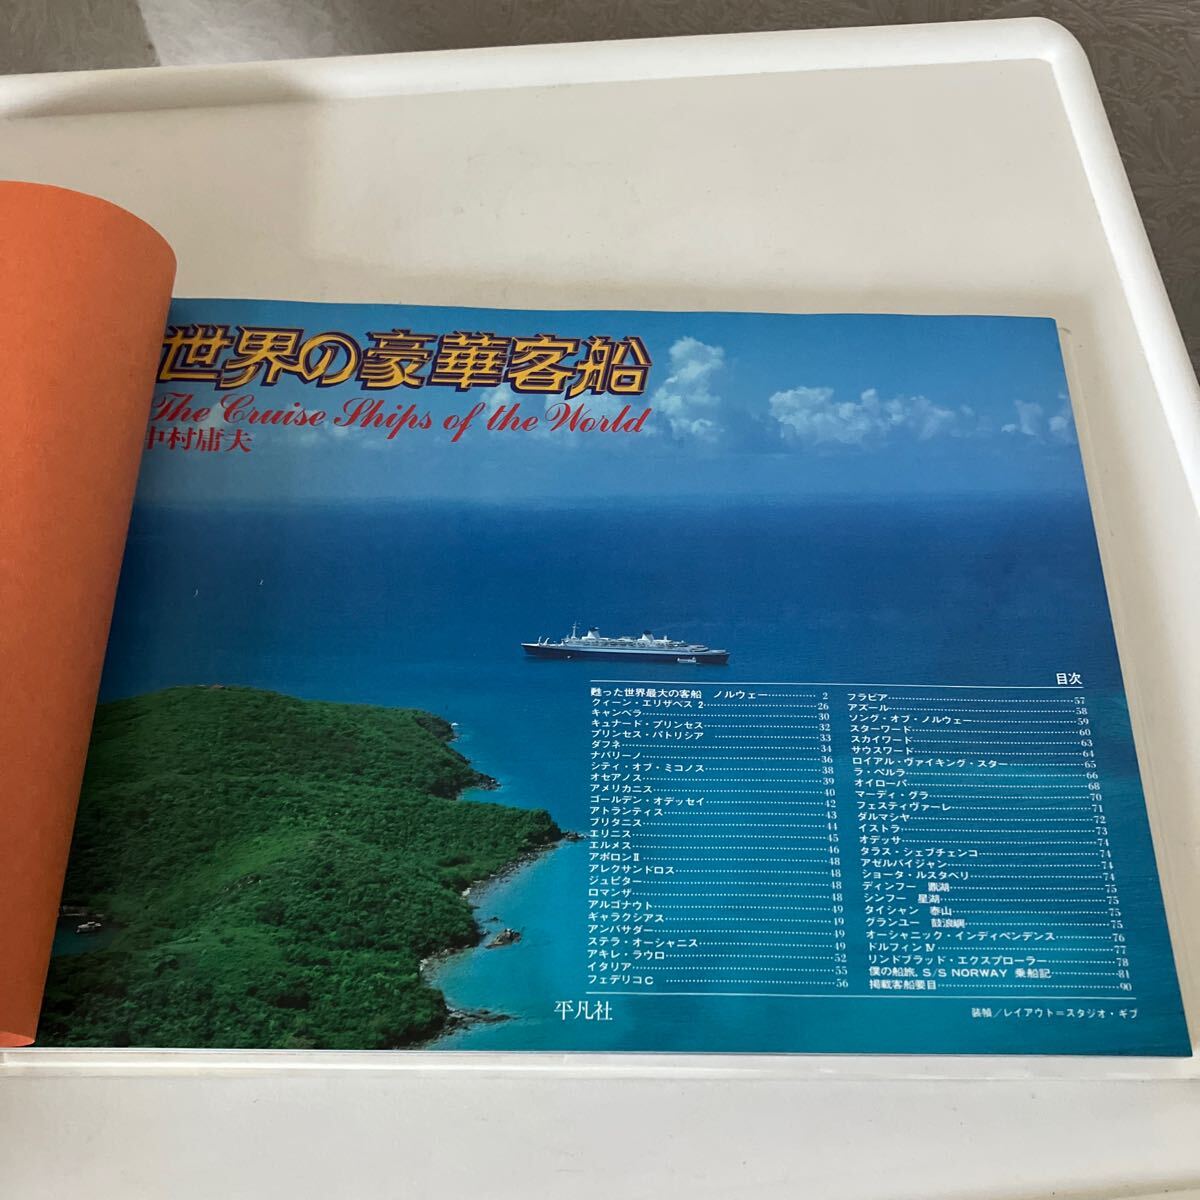 世界の豪華客船
The Cruise Ships of the World
中村庸夫
目次
甦った世界最大の客船 ノルウェー……………2
クィーン・エリザベス2……………26
キャンベラ……………30
キュナード・プリンセス……………32
プリンセス・パトリシア……………33
ダフネ……………34
ナバリーノ……………36
シティ・オブ・ミコノス……………38
オセアノス……………39
アメリカニス……………40
ゴールデン・オデッセイ……………42
アトランティス……………43
ブリタニス……………44
エリニス……………45
エルメス……………46
アポロンⅡ……………48
アレクサンドロス……………48
ジュピター……………48
ロマンザ……………48
アルゴナウト……………49
ギャラクシアス……………49
アンバサダー……………49
ステラ・オーシャニス……………49
アキレ・ラウロ……………52
イタリア……………55
フェデリコC……………56
フラビア……………57
アズール……………58
ソング・オブ・ノルウェー……………59
スターワード……………60
スカイワード……………63
サウスワード……………64
ロイアル・ヴァイキング・スター……………65
ラ・パルマ……………66
オイローパ……………68
マーディ・グラ……………70
フェスティヴァーレ……………71
ダルマシヤ……………72
イストラ……………73
オデッサ……………74
タラス・シェブチェンコ……………74
アゼルバイジャン……………74
ショータ・ルスタベリ……………74
ディンフー 鼎湖……………75
シンフー 星湖……………75
タイシャン 泰山……………75
グランユー 鼓浪嶼……………75
オーシャニック・インディペンデンス……………76
ドルフィンⅣ……………77
リンドブラッド・エクスプローラー……………78
僕の船旅, S/S NORWAY 乗船記……………81
掲載客船要目……………90
平凡社
装幀/レイアウト=スタジオ・ギブ